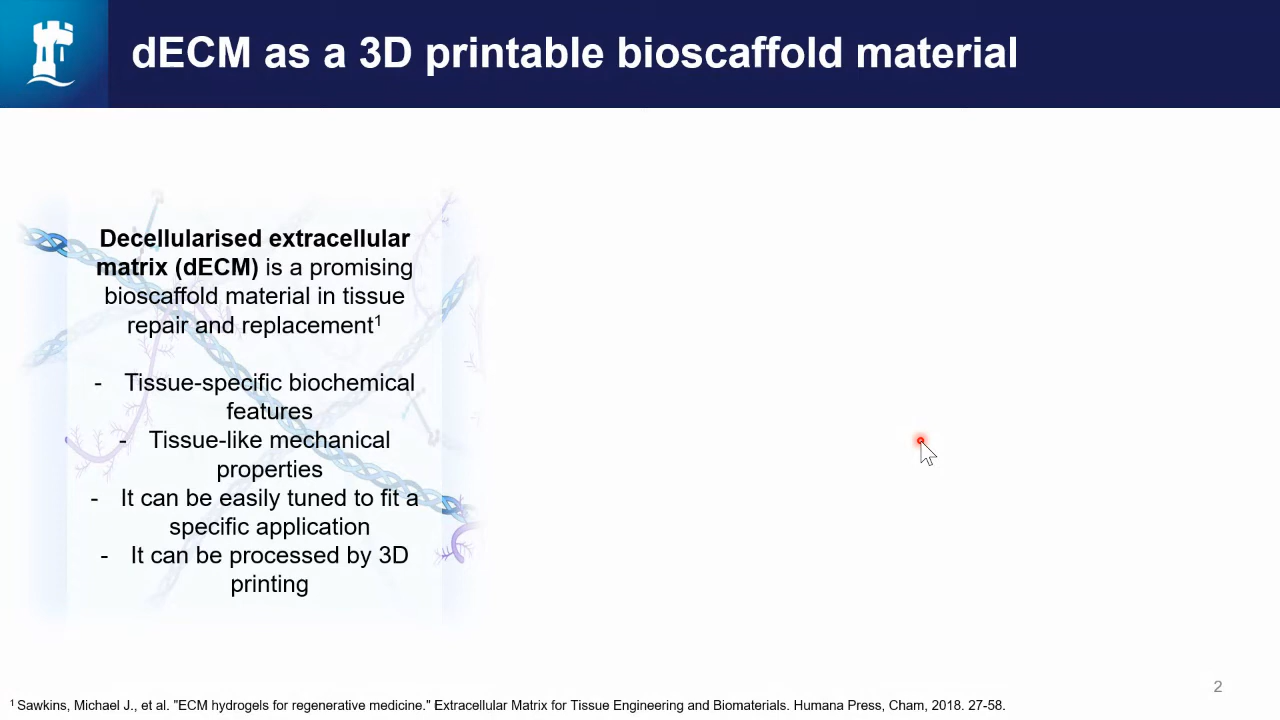 dECM as a 3D printable bioscaffold material
Decellularised extracellular
matrix (dECM) is a promising
bioscaffold material in tissue
repair and replacement¹
- Tissue-specific biochemical
features
- Tissue-like mechanical
properties
- It can be easily tuned to fit a
specific application
- It can be processed by 3D
printing
2
¹ Sawkins, Michael J., et al. "ECM hydrogels for regenerative medicine." Extracellular Matrix for Tissue Engineering and Biomaterials. Humana Press, Cham, 2018. 27-58.